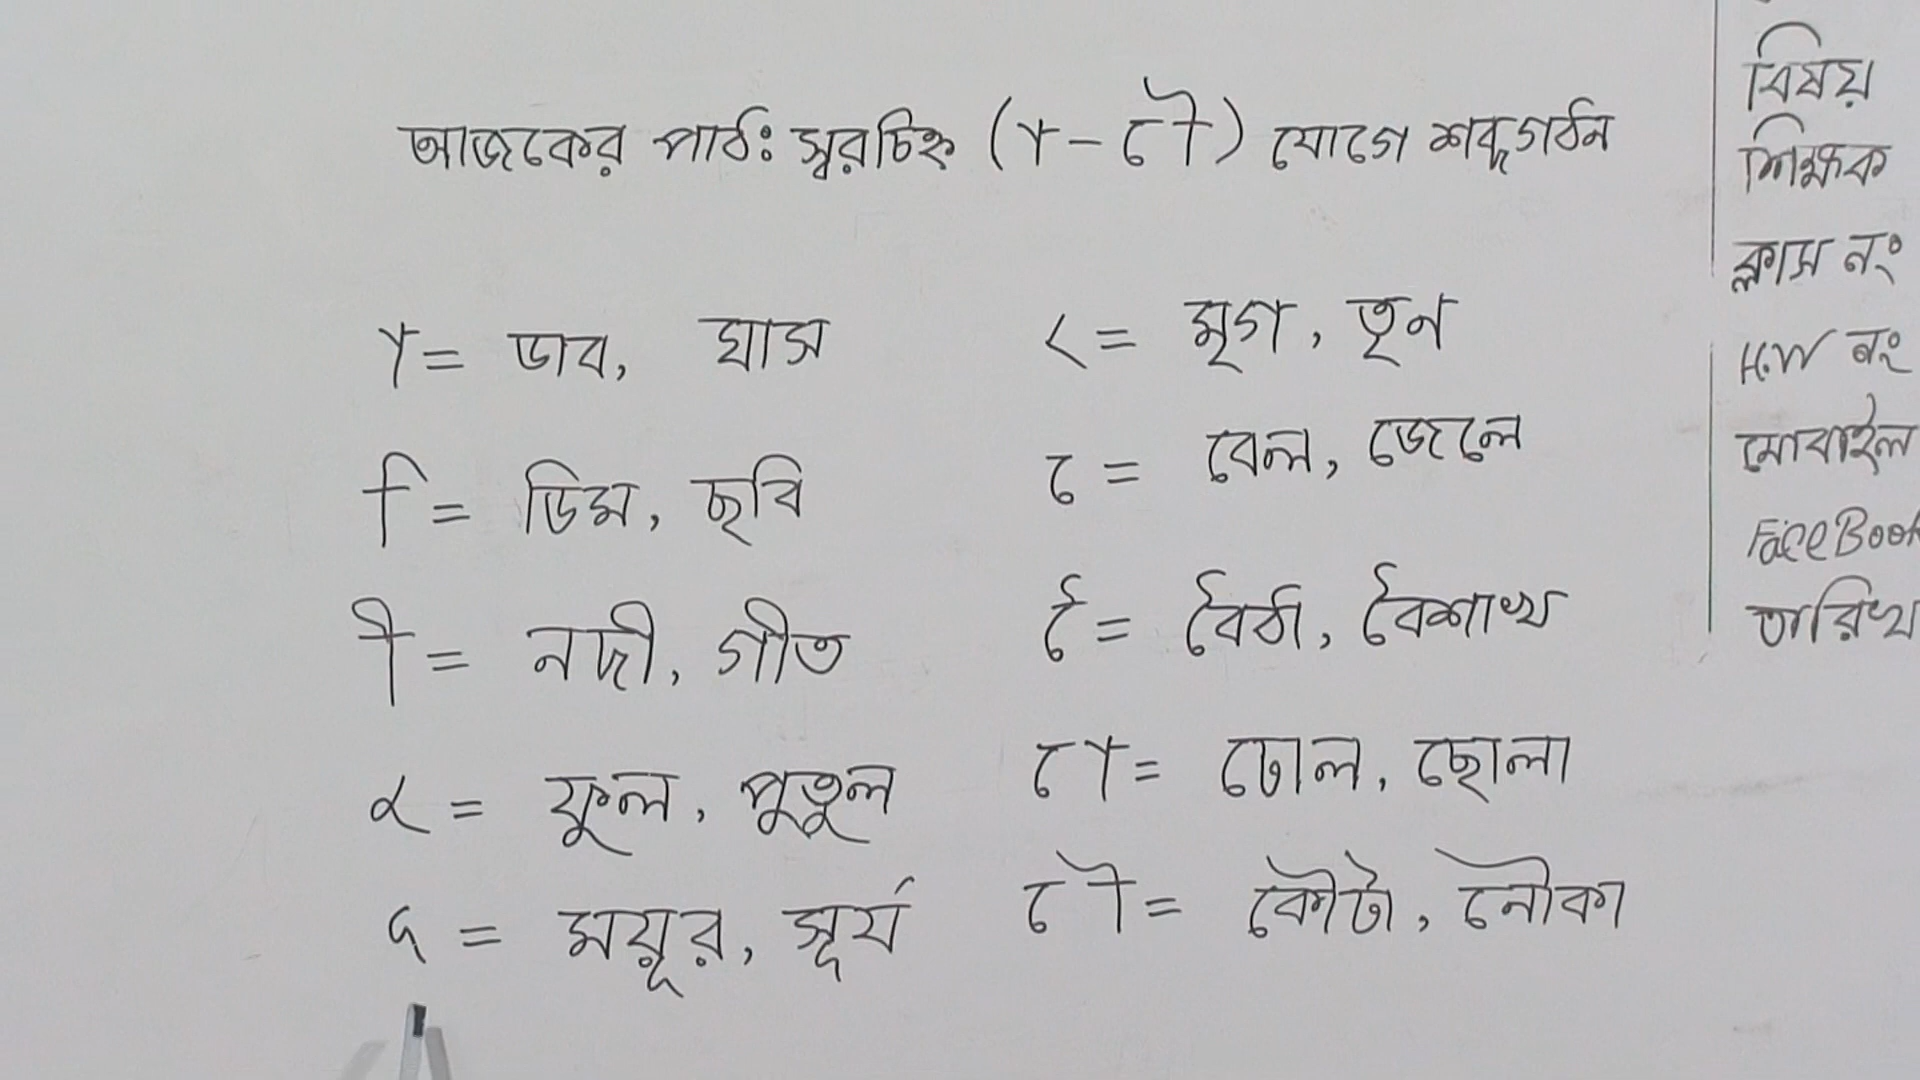 আজকের পাঠঃ স্বরচিহ্ন (া - ৌ) যোগে শব্দগঠন
া = ডাব, ঘাস
ি = ডিম, ছবি
ী = নদী, গীত
ু = ফুল, পুতুল
ূ = ময়ূর, সূর্য
ৃ = মৃগ, তৃন
ে = বেল, জেলে
ৈ = বৈঠা, বৈশাখ
ো = ঢোল, ছোলা
ৌ = কৌটা, নৌকা
বিষয়
শিক্ষক
ক্লাস নং
H.W নং
মোবাইল
FaceBook
তারিখ